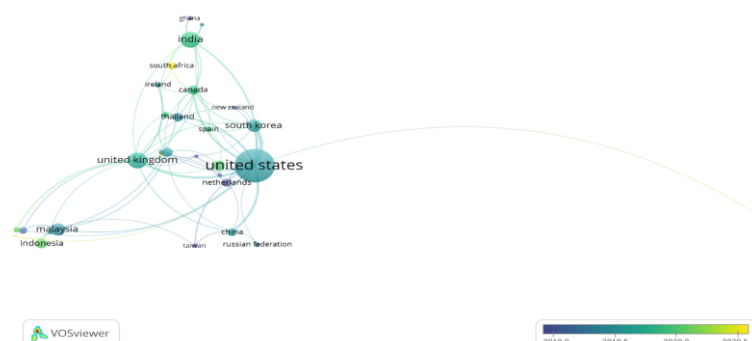 ghana
india
south africa
ireland
canada
new zealand
thailand
spain
south korea
united kingdom
united states
netherlands
malaysia
indonesia
china
taiwan
russian federation
VOSviewer